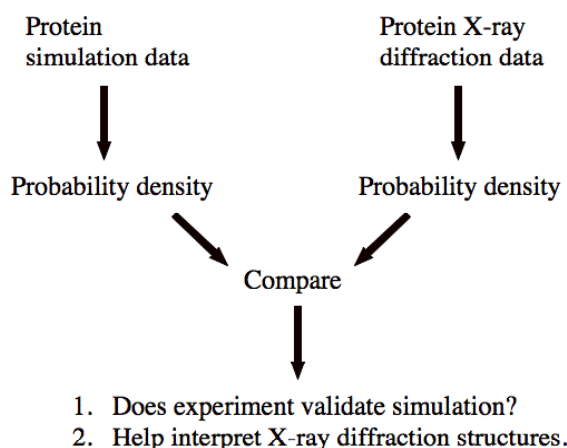 Protein
simulation data
Protein X-ray
diffraction data
Probability density
Probability density
Compare
1. Does experiment validate simulation?
2. Help interpret X-ray diffraction structures.